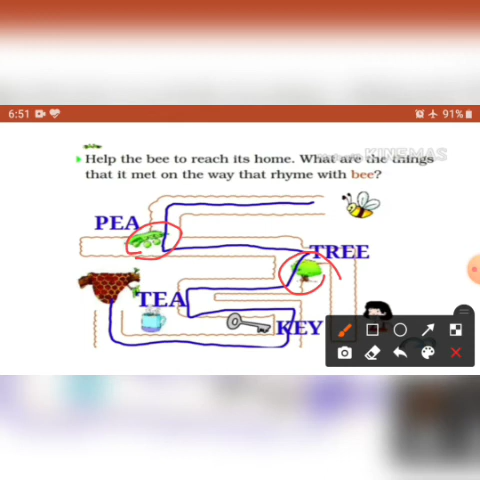 6:51 91%
Help the bee to reach its home. What are the things
that it met on the way that rhyme with bee?
PEA
TREE
TEA
KEY